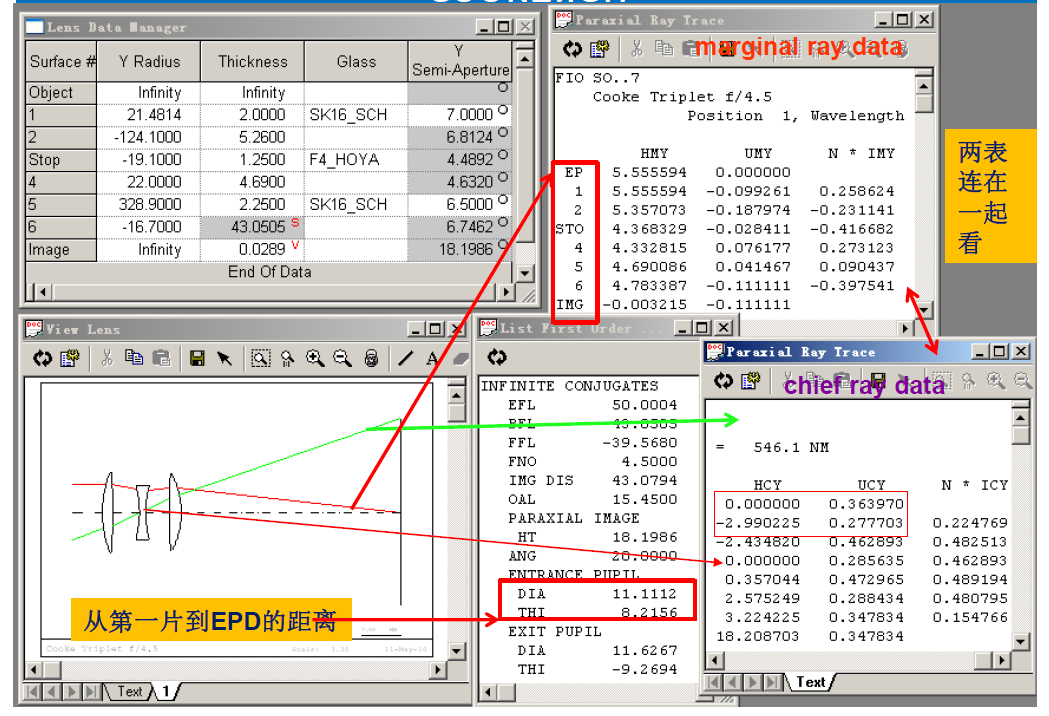 Lens Data Manager
Surface # Y Radius Thickness Glass Y Semi-Aperture
Object Infinity Infinity O
1 21.4814 2.0000 SK16_SCH 7.0000 O
2 -124.1000 5.2600 6.8124 O
Stop -19.1000 1.2500 F4_HOYA 4.4892 O
4 22.0000 4.6900 4.6320 O
5 328.9000 2.2500 SK16_SCH 6.5000 O
6 -16.7000 43.0505 S 6.7462 O
Image Infinity 0.0289 V 18.1986 O
End Of Data
Paraxial Ray Trace
marginal ray data
FIO SO..7
Cooke Triplet f/4.5
Position 1, Wavelength
HMY UMY N * IMY
EP 5.555594 0.000000
1 5.555594 -0.099261 0.258624
2 5.357073 -0.187974 -0.231141
STO 4.368329 -0.028411 -0.416682
4 4.332815 0.076177 0.273123
5 4.690086 0.041467 0.090437
6 4.783387 -0.111111 -0.397541
IMG -0.003215 -0.111111
两表
连在
一起
看
View Lens
A
从第一片到EPD的距离
Cooke Triplet f/4.5
Scale: 3.00
11-May-10
Text 1
List First Order ...
INFINITE CONJUGATES
EFL 50.0004
BFL 43.0505
FFL -39.5680
FNO 4.5000
IMG DIS 43.0794
OAL 15.4500
PARAXIAL IMAGE
HT 18.1986
ANG 20.0000
ENTRANCE PUPIL
DIA 11.1112
THI 8.2156
EXIT PUPIL
DIA 11.6267
THI -9.2694
Paraxial Ray Trace
chief ray data
= 546.1 NM
HCY UCY N * ICY
0.000000 0.363970
-2.990225 0.277703 0.224769
-2.434820 0.462893 0.482513
0.000000 0.285635 0.462893
0.357044 0.472965 0.489194
2.575249 0.288434 0.480795
3.224225 0.347834 0.154766
18.208703 0.347834
Text